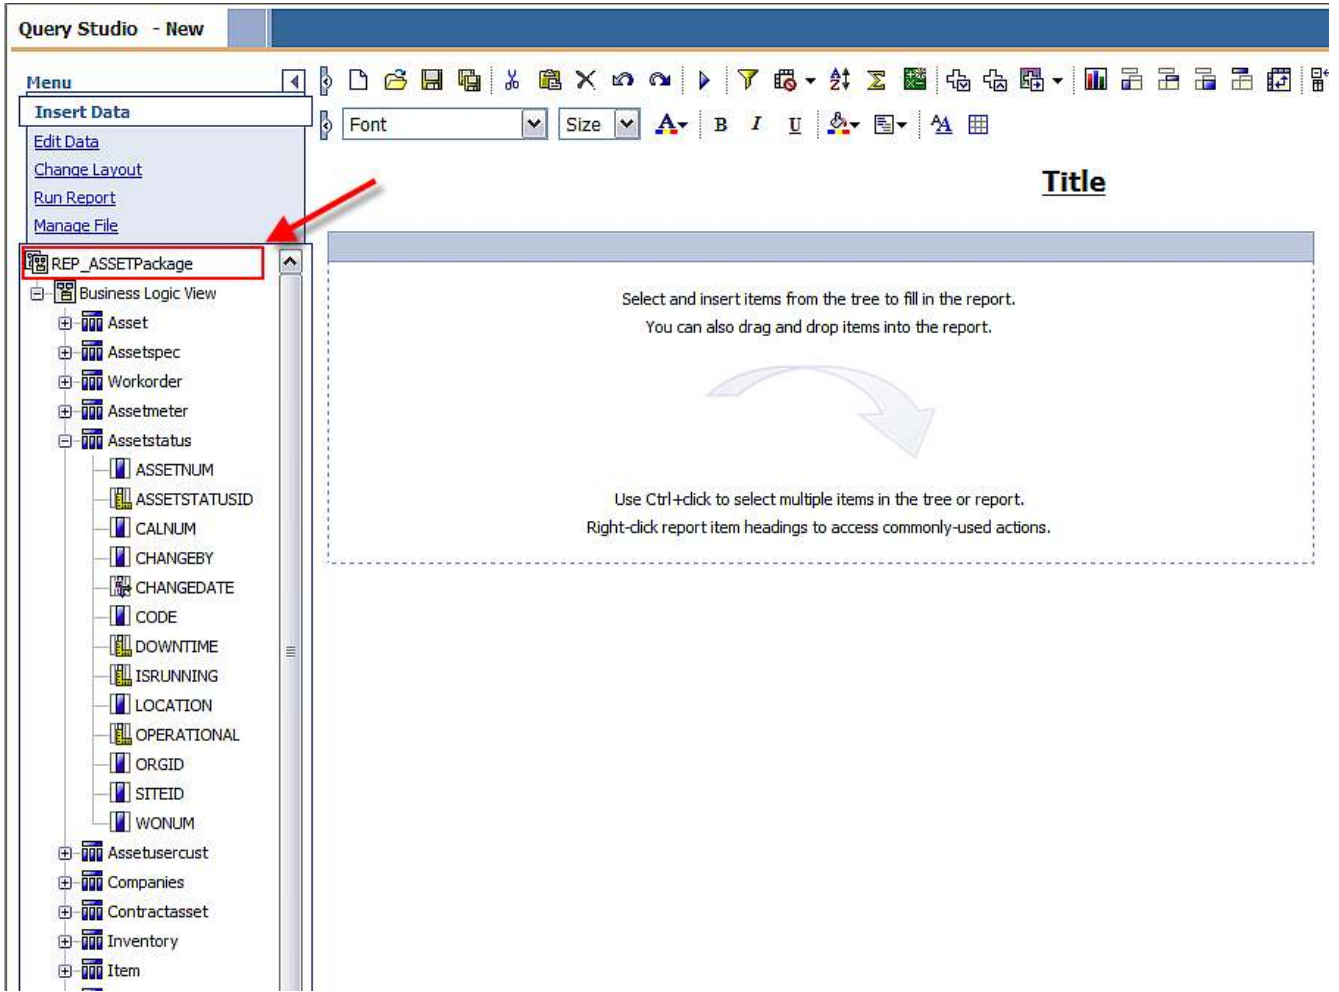 Query Studio - New
Menu
Insert Data
Edit Data
Change Layout
Run Report
Manage File
Font
Size
A
B
I
U
AA
Title
REP_ASSETPackage
Business Logic View
Asset
Assetspec
Workorder
Assetmeter
Assetstatus
ASSETNUM
ASSETSTATUSID
CALNUM
CHANGEBY
CHANGEDATE
CODE
DOWNTIME
ISRUNNING
LOCATION
OPERATIONAL
ORGID
SITEID
WONUM
Assetusercust
Companies
Contractasset
Inventory
Item
Select and insert items from the tree to fill in the report.
You can also drag and drop items into the report.
Use Ctrl+click to select multiple items in the tree or report.
Right-click report item headings to access commonly-used actions.